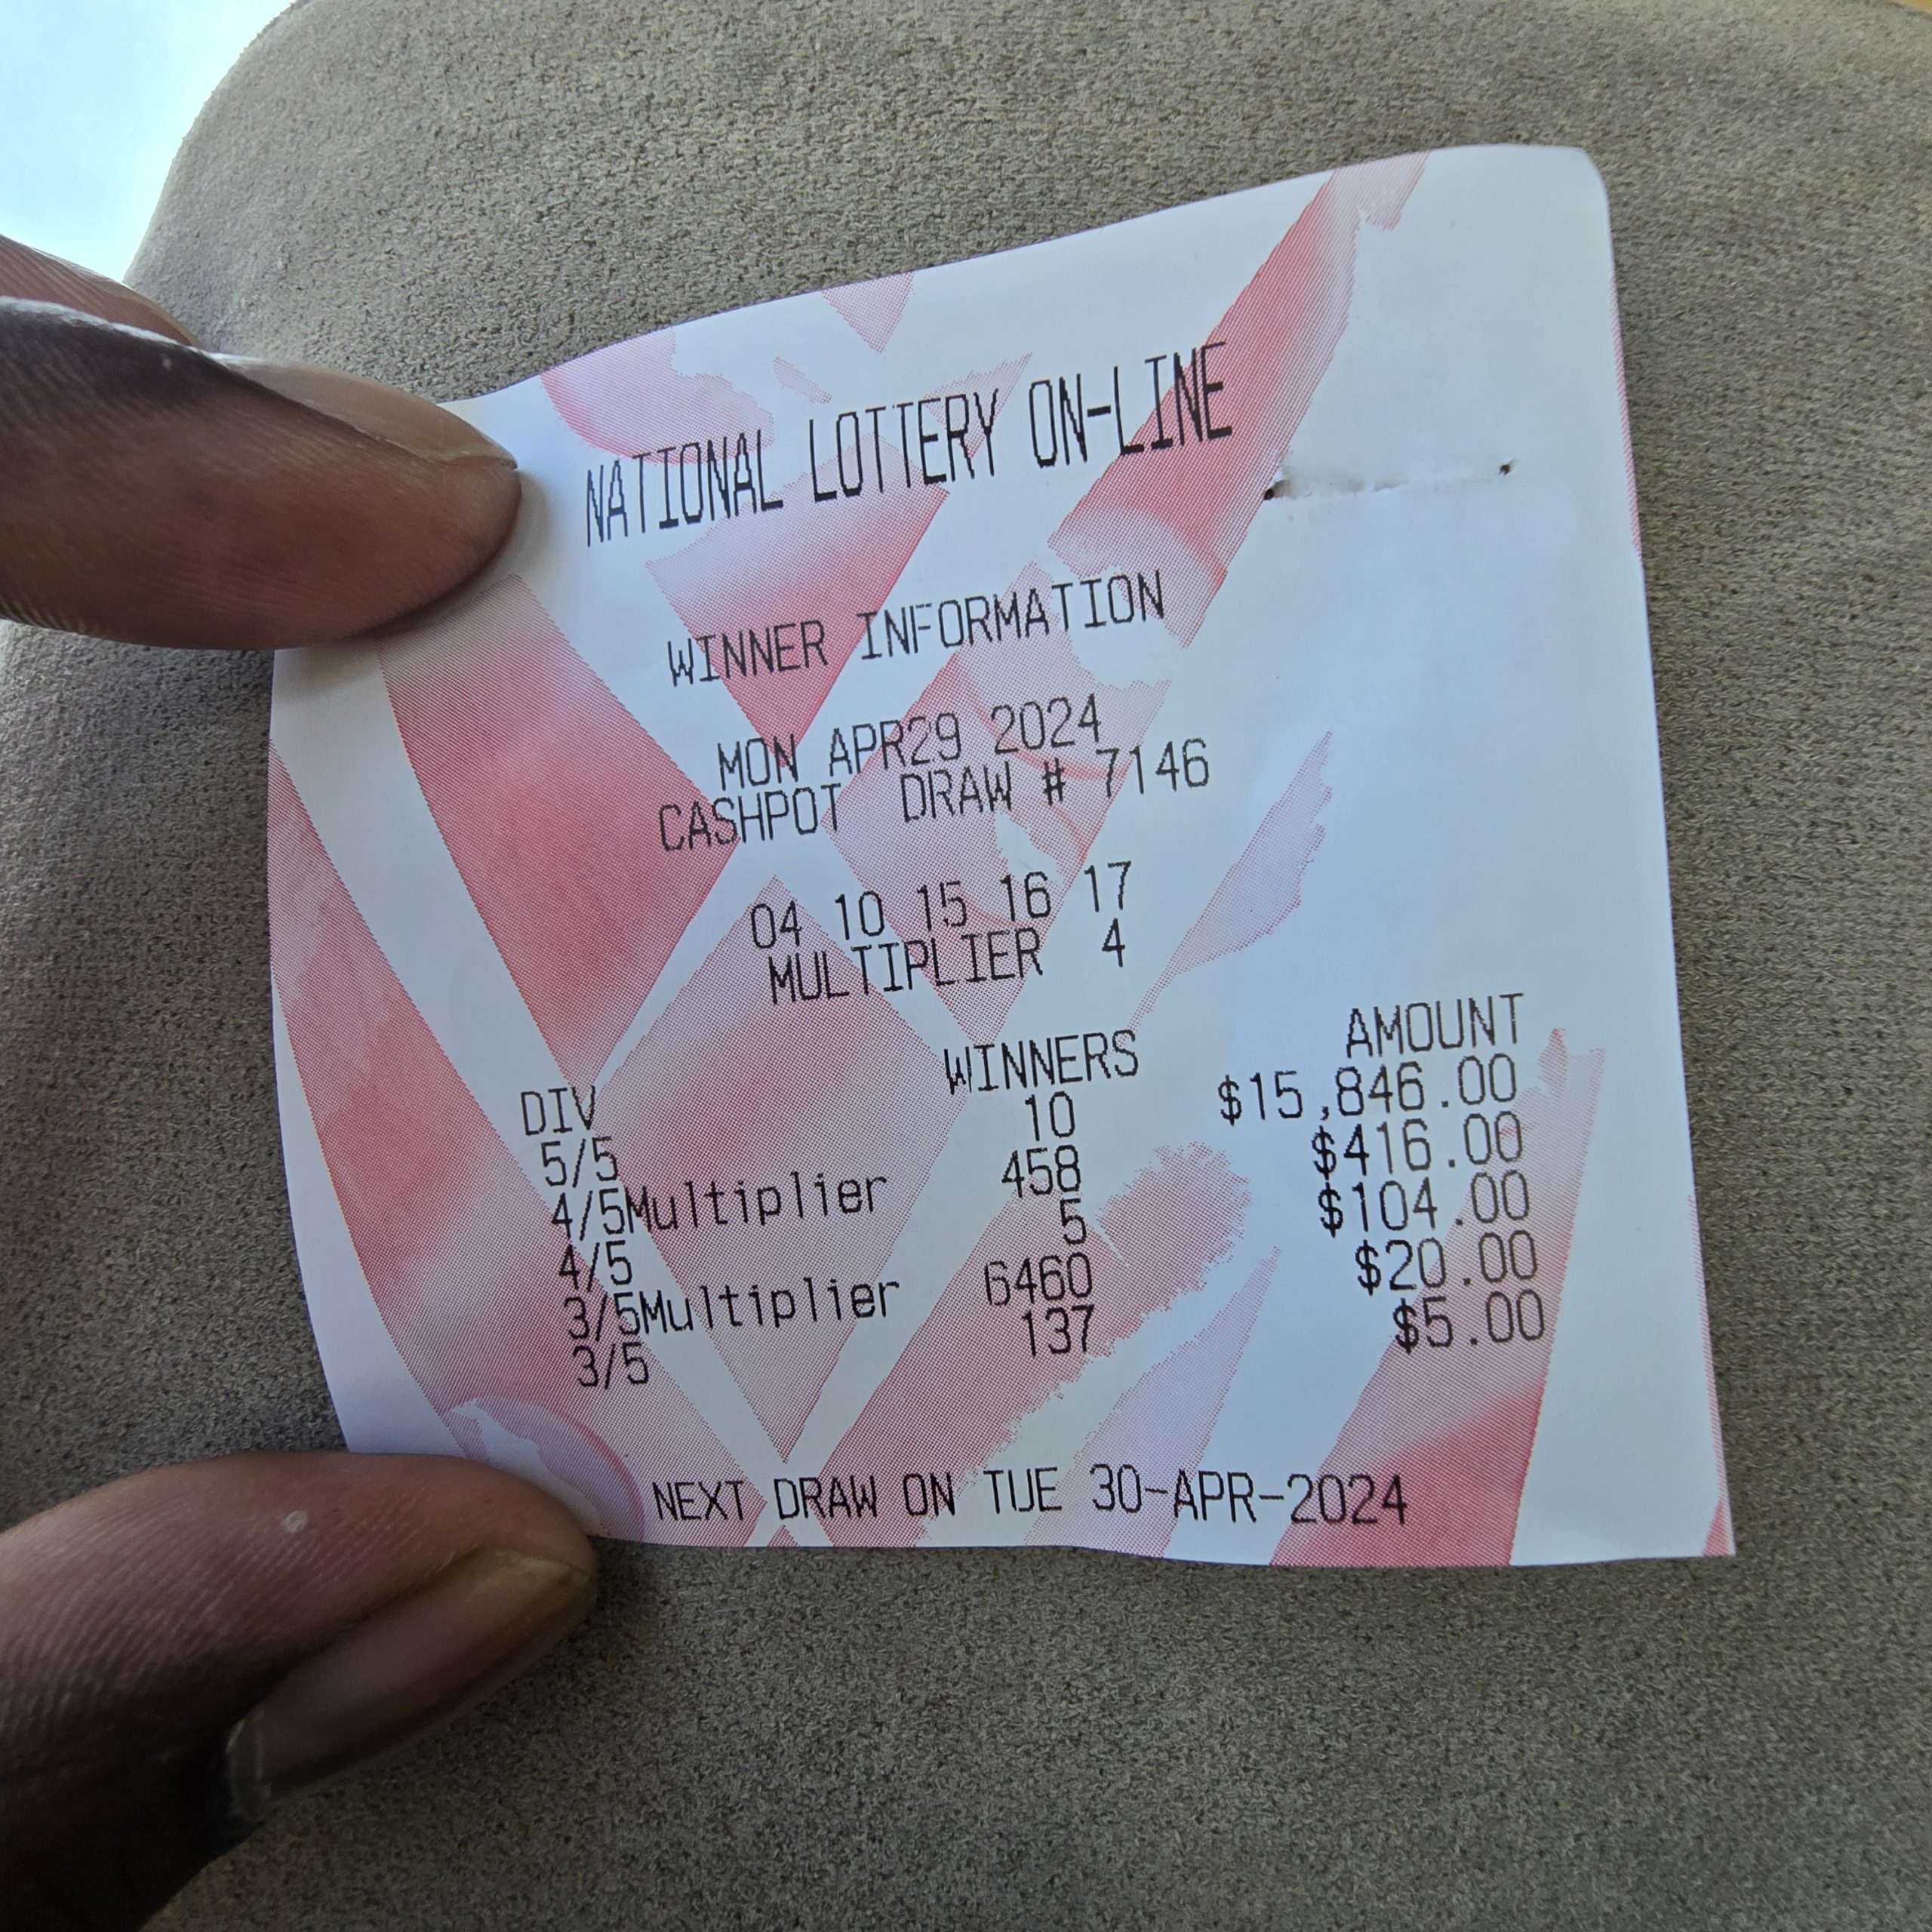 NATIONAL LOTTERY ON-LINE
WINNER INFORMATION
MON APR29 2024
CASHPOT DRAW # 7146
04 10 15 16 17
MULTIPLIER 4
DIV WINNERS AMOUNT
5/5 10 $15,846.00
4/5Multiplier 458 $416.00
4/5 5 $104.00
3/5Multiplier 6460 $20.00
3/5 137 $5.00
NEXT DRAW ON TUE 30-APR-2024